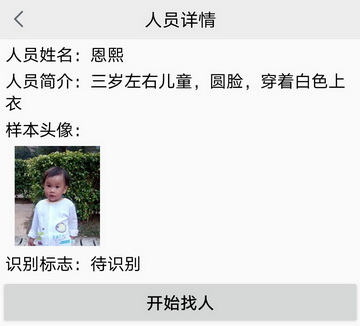 人员详情
人员姓名：恩熙
人员简介：三岁左右儿童，圆脸，穿着白色上
衣
样本头像：
识别标志：待识别
开始找人